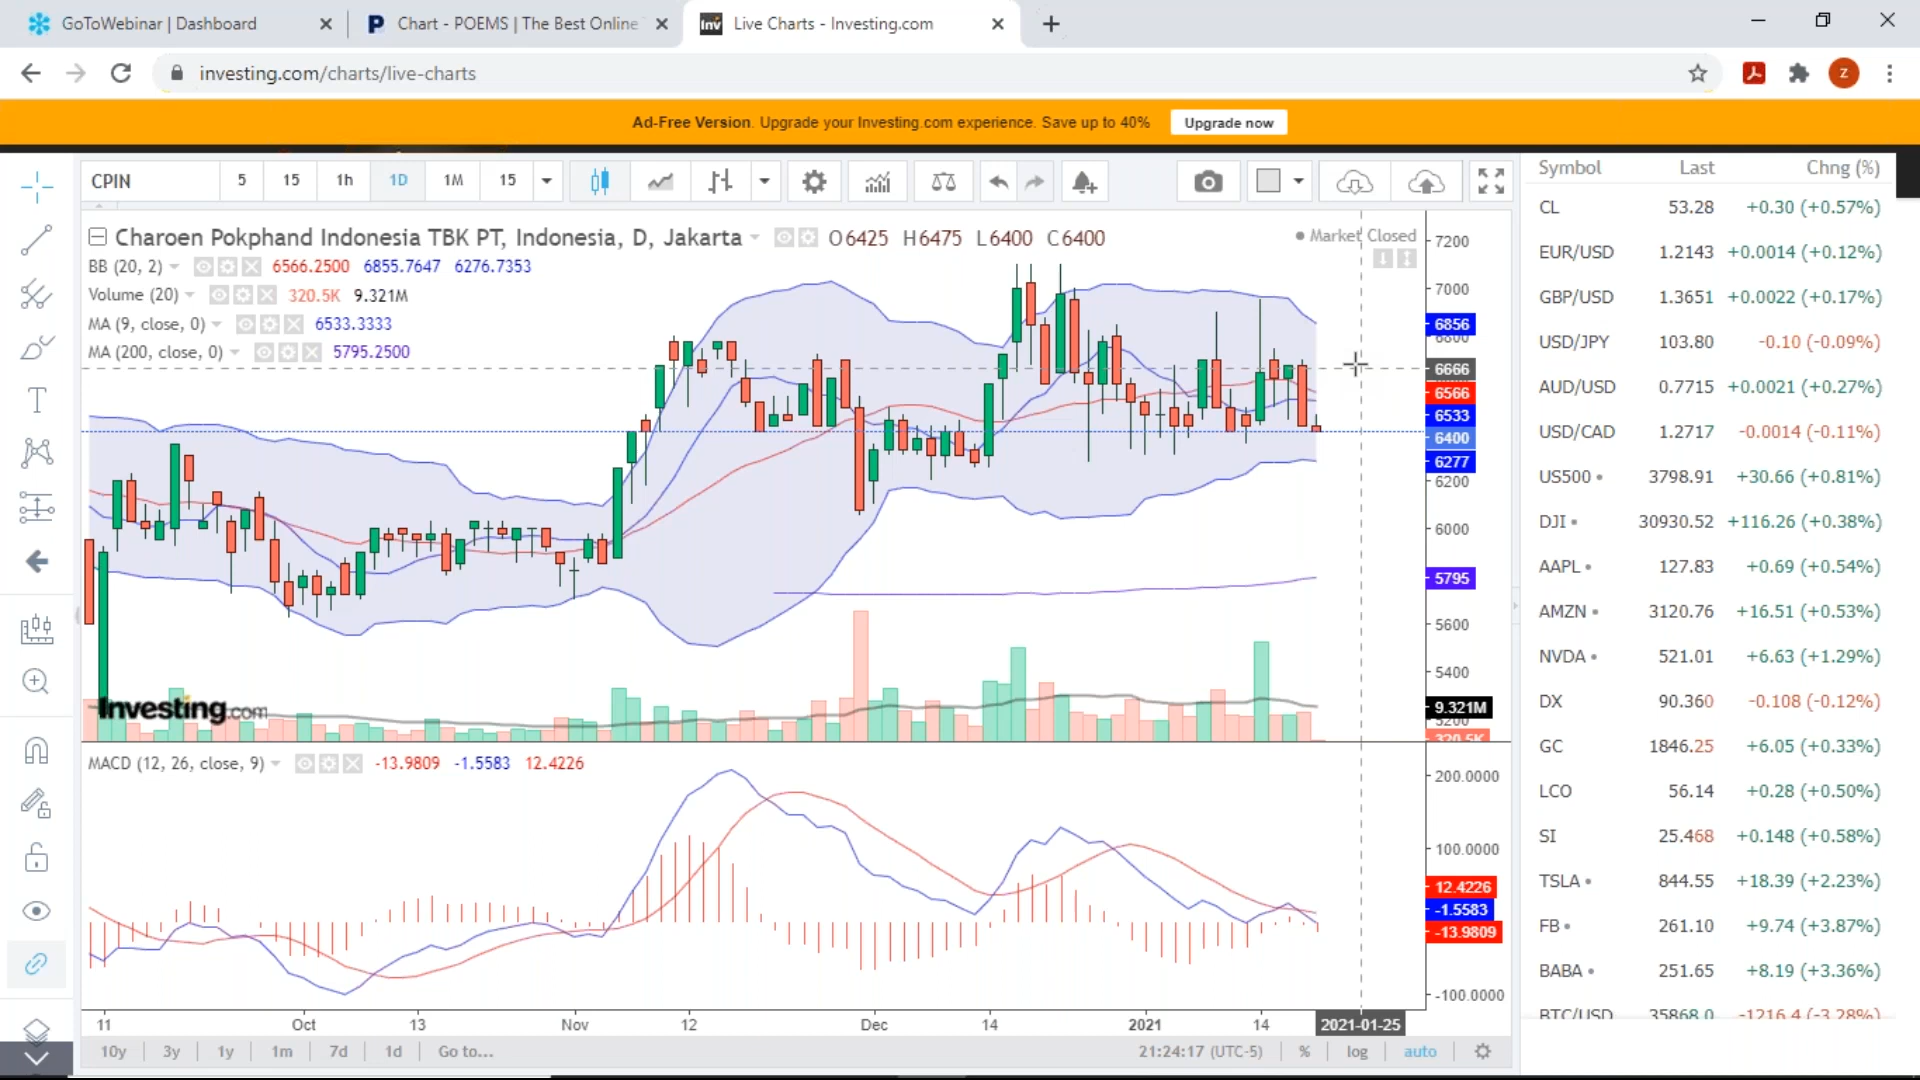 GoToWebinar | Dashboard
Chart - POEMS | The Best Online
Live Charts - Investing.com
investing.com/charts/live-charts
Z
Ad-Free Version. Upgrade your Investing.com experience. Save up to 40%
Upgrade now
CPIN 5 15 1h 1D 1M 15
Charoen Pokphand Indonesia TBK PT, Indonesia, D, Jakarta O6425 H6475 L6400 C6400
Market Closed
BB (20, 2) 6566.2500 6855.7647 6276.7353
Volume (20) 320.5K 9.321M
MA (9, close, 0) 6533.3333
MA (200, close, 0) 5795.2500
7200
7000
6856
6800
6666
6566
6533
6400
6277
6200
6000
5795
5600
5400
9.321M
5200
320.5K
Investing.com
MACD (12, 26, close, 9) -13.9809 -1.5583 12.4226
200.0000
100.0000
12.4226
-1.5583
-13.9809
-100.0000
11 Oct 13 Nov 12 Dec 14 2021 14 2021-01-25
10y 3y 1y 1m 7d 1d Go to...
21:24:17 (UTC-5) % log auto
Symbol Last Chng (%)
CL 53.28 +0.30 (+0.57%)
EUR/USD 1.2143 +0.0014 (+0.12%)
GBP/USD 1.3651 +0.0022 (+0.17%)
USD/JPY 103.80 -0.10 (-0.09%)
AUD/USD 0.7715 +0.0021 (+0.27%)
USD/CAD 1.2717 -0.0014 (-0.11%)
US500 3798.91 +30.66 (+0.81%)
DJI 30930.52 +116.26 (+0.38%)
AAPL 127.83 +0.69 (+0.54%)
AMZN 3120.76 +16.51 (+0.53%)
NVDA 521.01 +6.63 (+1.29%)
DX 90.360 -0.108 (-0.12%)
GC 1846.25 +6.05 (+0.33%)
LCO 56.14 +0.28 (+0.50%)
SI 25.468 +0.148 (+0.58%)
TSLA 844.55 +18.39 (+2.23%)
FB 261.10 +9.74 (+3.87%)
BABA 251.65 +8.19 (+3.36%)
BTC/USD 35868.0 -1216.4 (-3.28%)